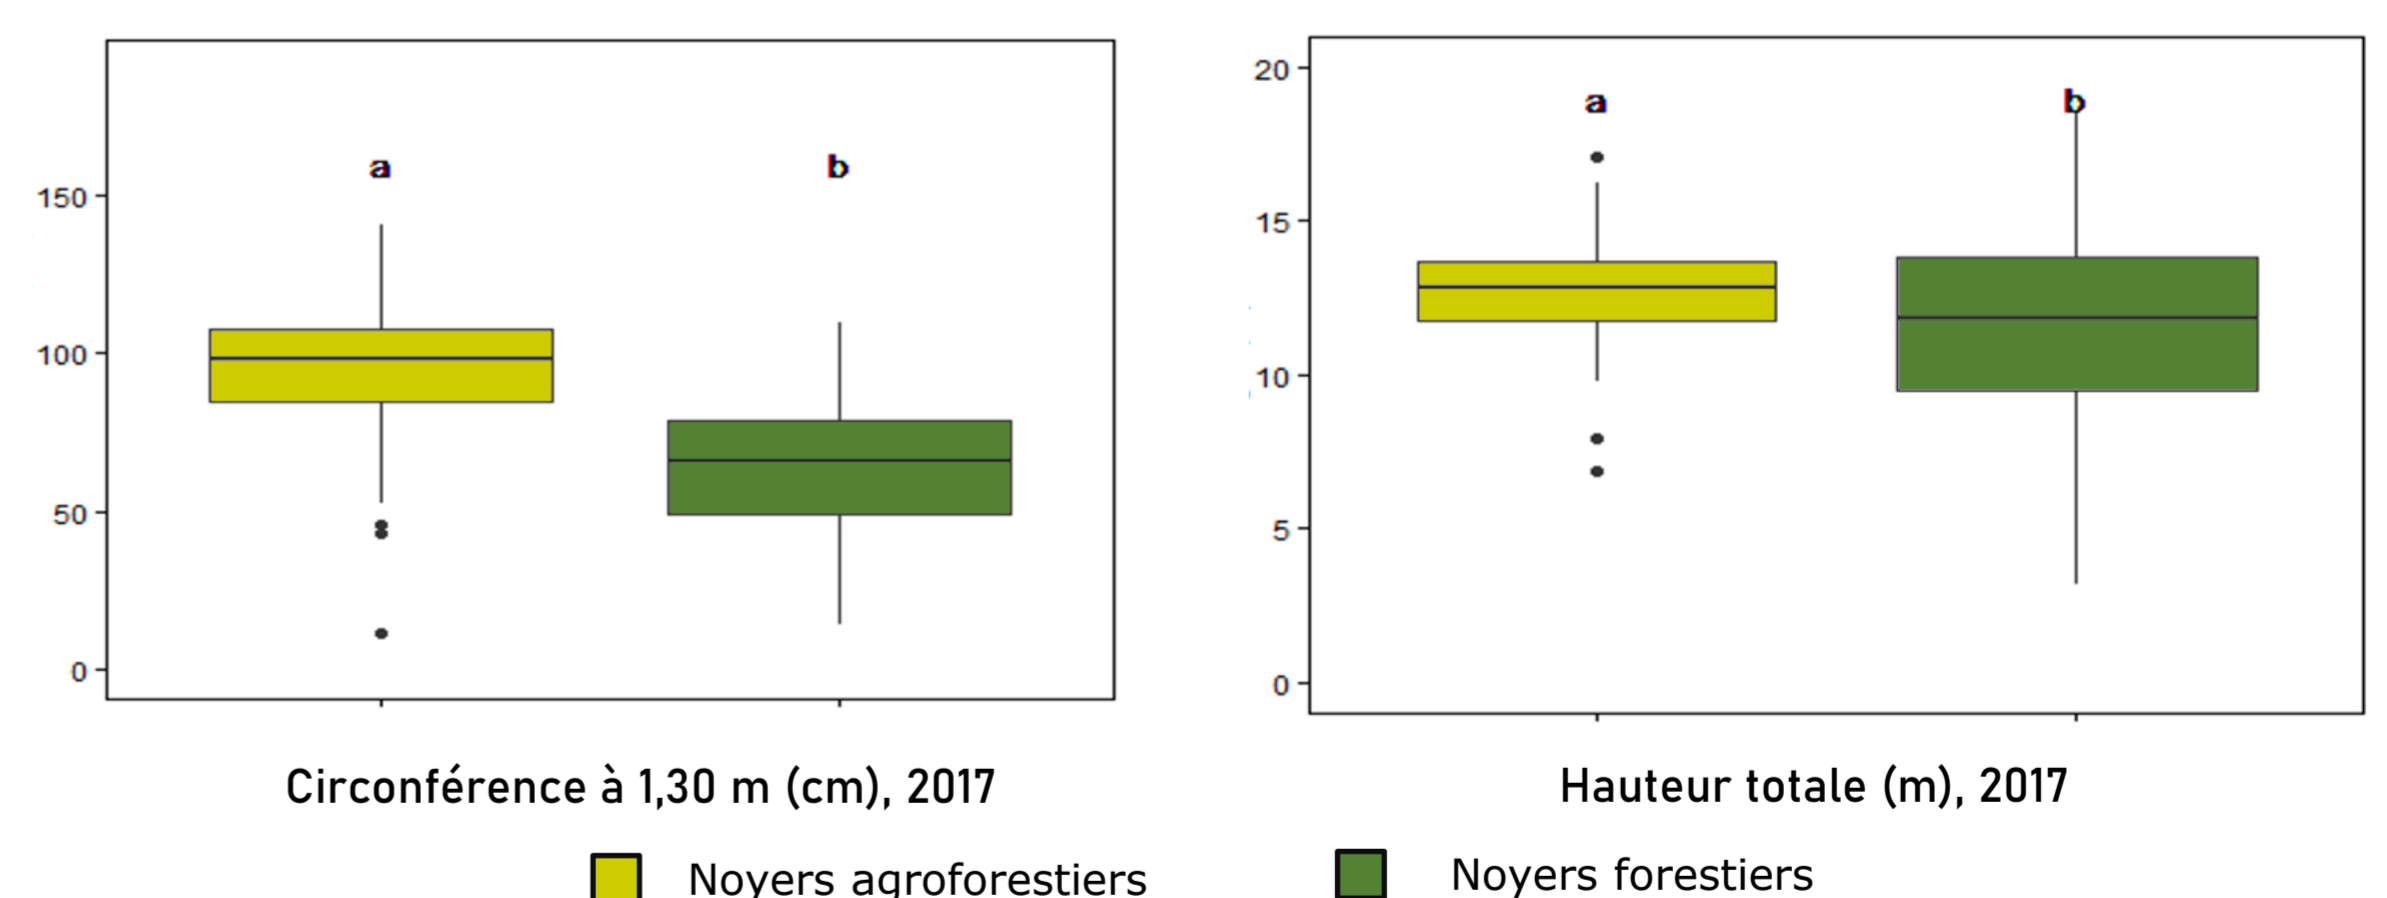 a
b
150
100
50
0
Circonférence à 1,30 m (cm), 2017
a
b
20
15
10
5
0
Hauteur totale (m), 2017
Noyers agroforestiers
Noyers forestiers